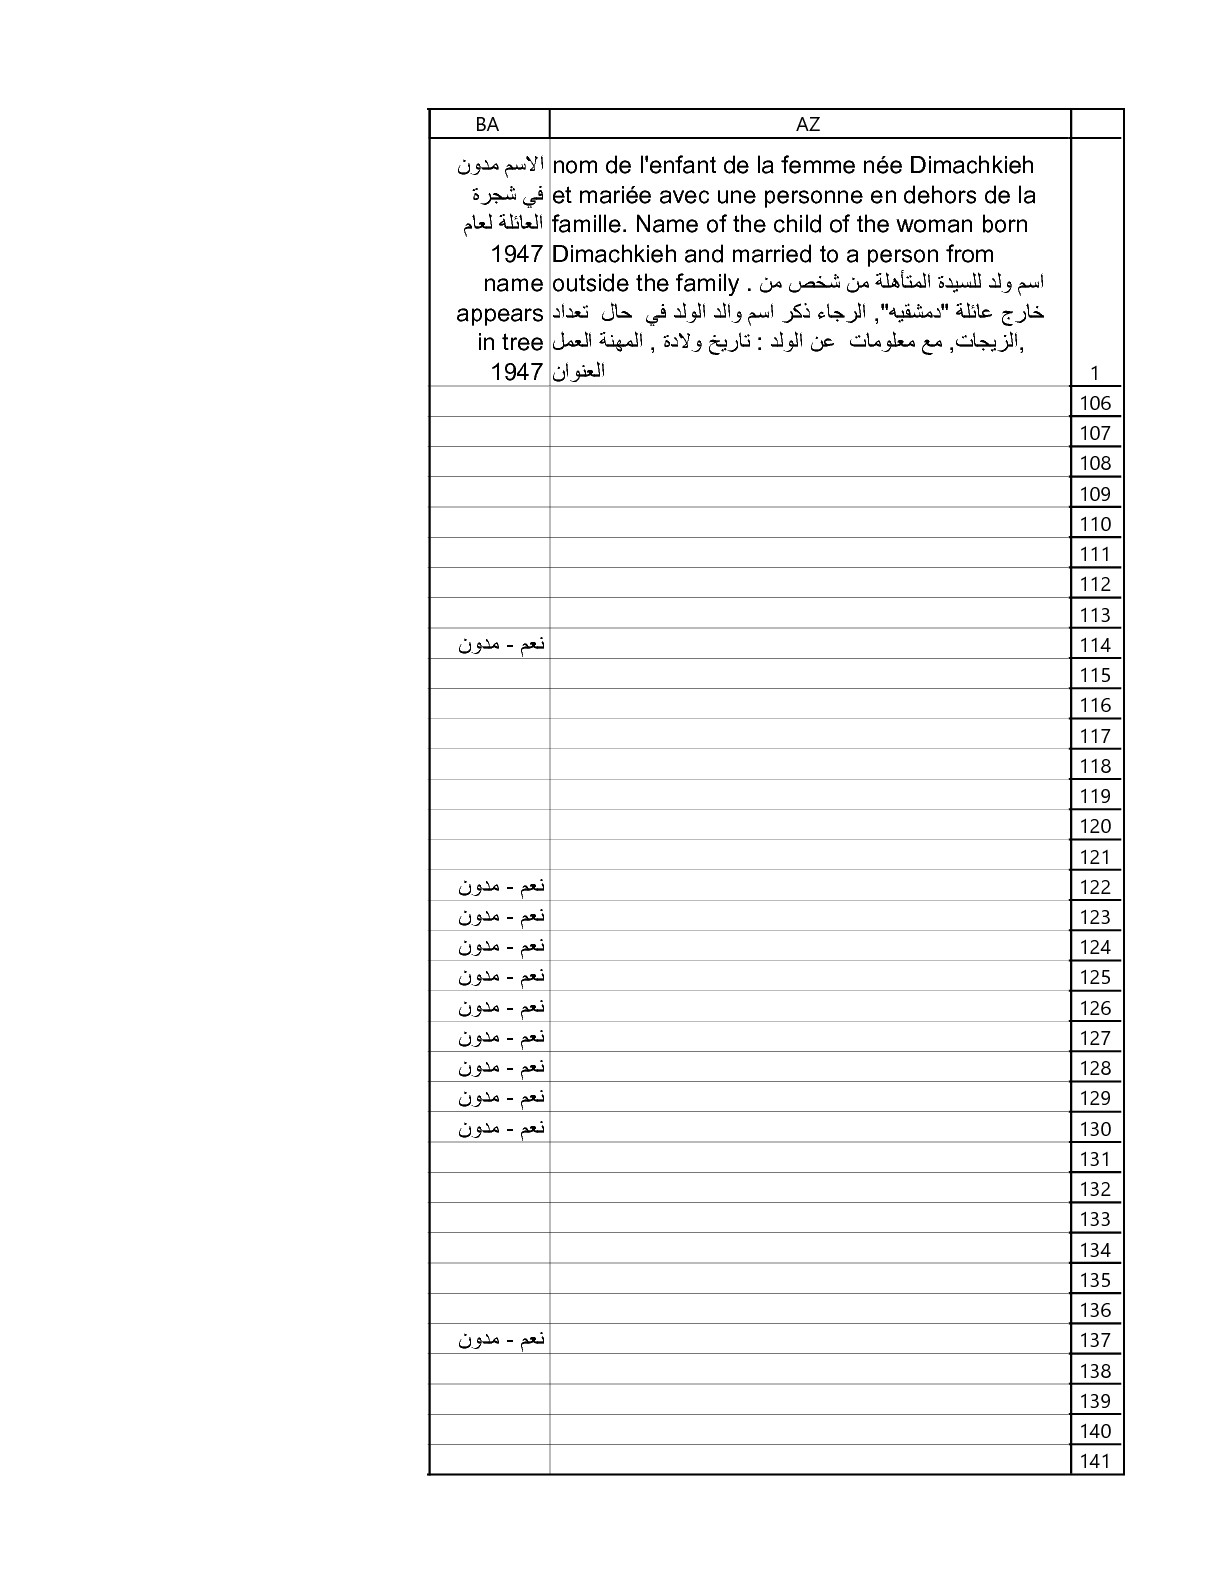 BA AZ
الاسم مدون
في شجرة
العائلة لعام
1947
name
appears
in tree
1947
nom de l'enfant de la femme née Dimachkieh
et mariée avec une personne en dehors de la
famille. Name of the child of the woman born
Dimachkieh and married to a person from
outside the family . اسم ولد للسيدة المتأهلة من شخص من
خارج عائلة "دمشقيه", الرجاء ذكر اسم والد الولد في حال تعداد
الزيجات, مع معلومات عن الولد : تاريخ ولادة , المهنة العمل,
العنوان
1
106
107
108
109
110
111
112
113
نعم - مدون 114
115
116
117
118
119
120
121
نعم - مدون 122
نعم - مدون 123
نعم - مدون 124
نعم - مدون 125
نعم - مدون 126
نعم - مدون 127
نعم - مدون 128
نعم - مدون 129
نعم - مدون 130
131
132
133
134
135
136
نعم - مدون 137
138
139
140
141